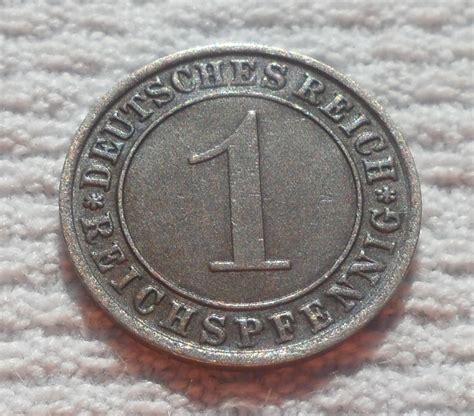 DEUTSCHES REICH
1
* REICHSPFENNIG *